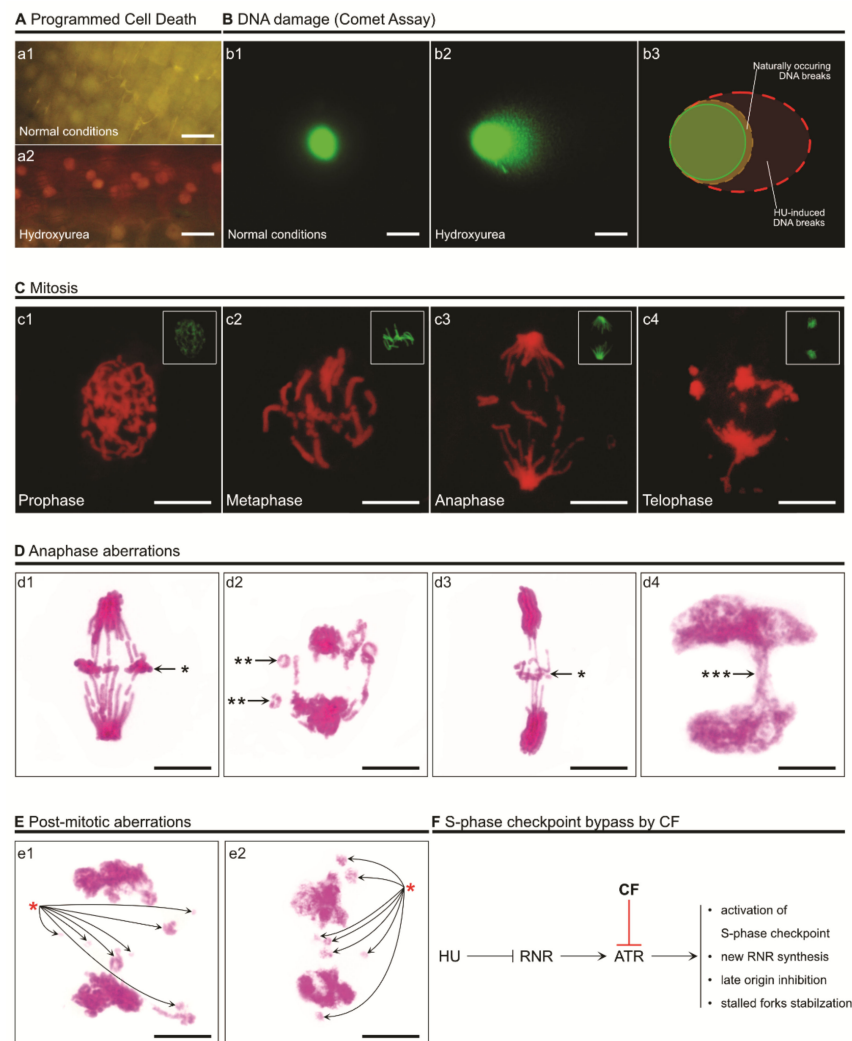 A Programmed Cell Death
B DNA damage (Comet Assay)
a1
Normal conditions
a2
Hydroxyurea
b1
Normal conditions
b2
Hydroxyurea
b3
Naturally occuring
DNA breaks
HU-induced
DNA breaks
C Mitosis
c1
Prophase
c2
Metaphase
c3
Anaphase
c4
Telophase
D Anaphase aberrations
d1
*
d2
**
**
d3
*
d4
***
E Post-mitotic aberrations
e1
*
e2
*
F S-phase checkpoint bypass by CF
CF
HU
RNR
ATR
• activation of
S-phase checkpoint
• new RNR synthesis
• late origin inhibition
• stalled forks stabilzation